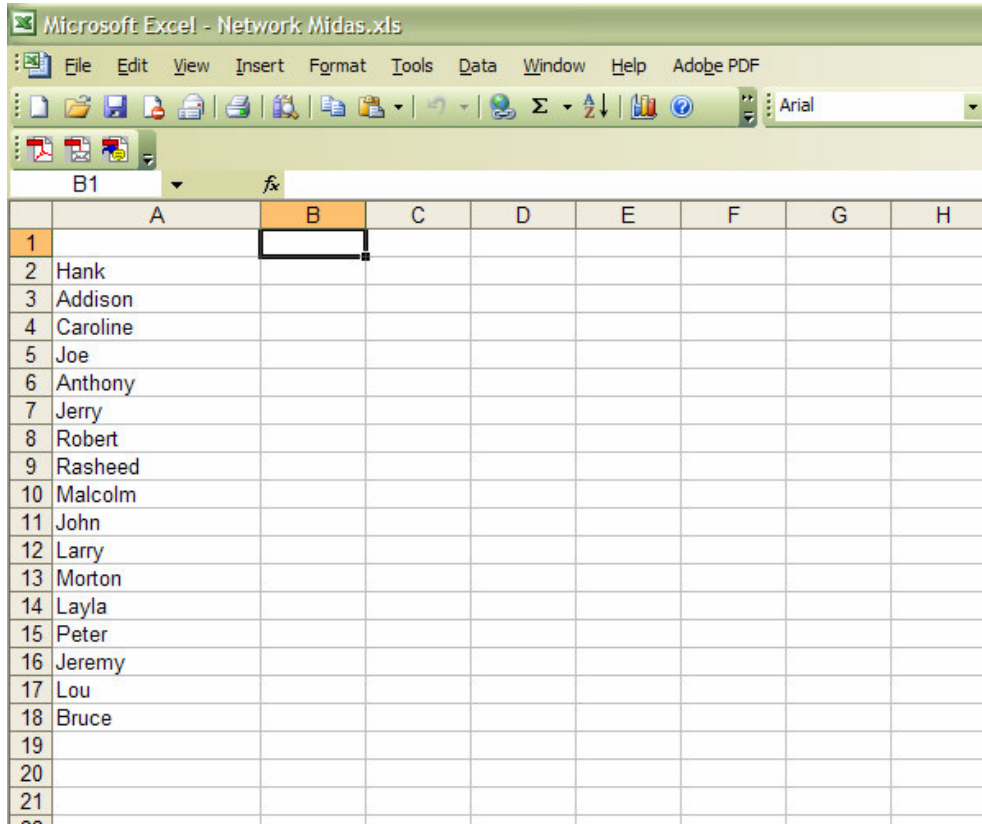 Microsoft Excel - Network Midas.xls
File Edit View Insert Format Tools Data Window Help Adobe PDF
Σ A Z Arial
B1 fx
A B C D E F G H
1
2 Hank
3 Addison
4 Caroline
5 Joe
6 Anthony
7 Jerry
8 Robert
9 Rasheed
10 Malcolm
11 John
12 Larry
13 Morton
14 Layla
15 Peter
16 Jeremy
17 Lou
18 Bruce
19
20
21